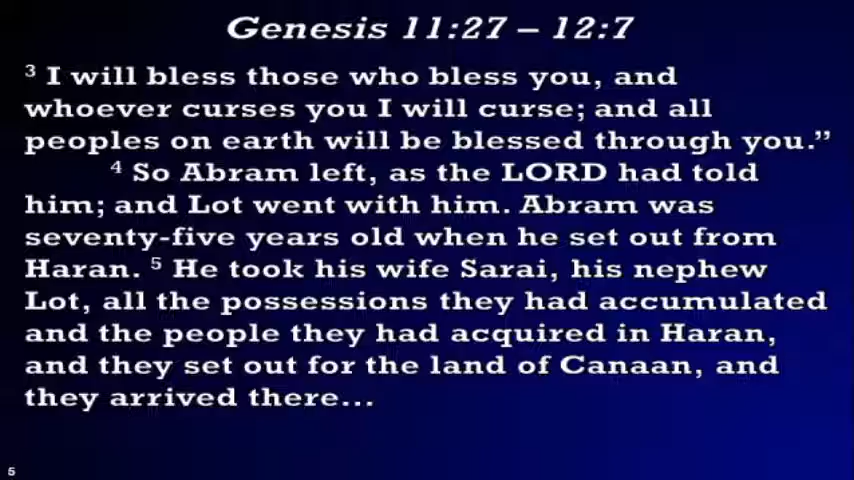 Genesis 11:27 – 12:7
³ I will bless those who bless you, and
whoever curses you I will curse; and all
peoples on earth will be blessed through you.”
⁴ So Abram left, as the LORD had told
him; and Lot went with him. Abram was
seventy-five years old when he set out from
Haran. ⁵ He took his wife Sarai, his nephew
Lot, all the possessions they had accumulated
and the people they had acquired in Haran,
and they set out for the land of Canaan, and
they arrived there...
5